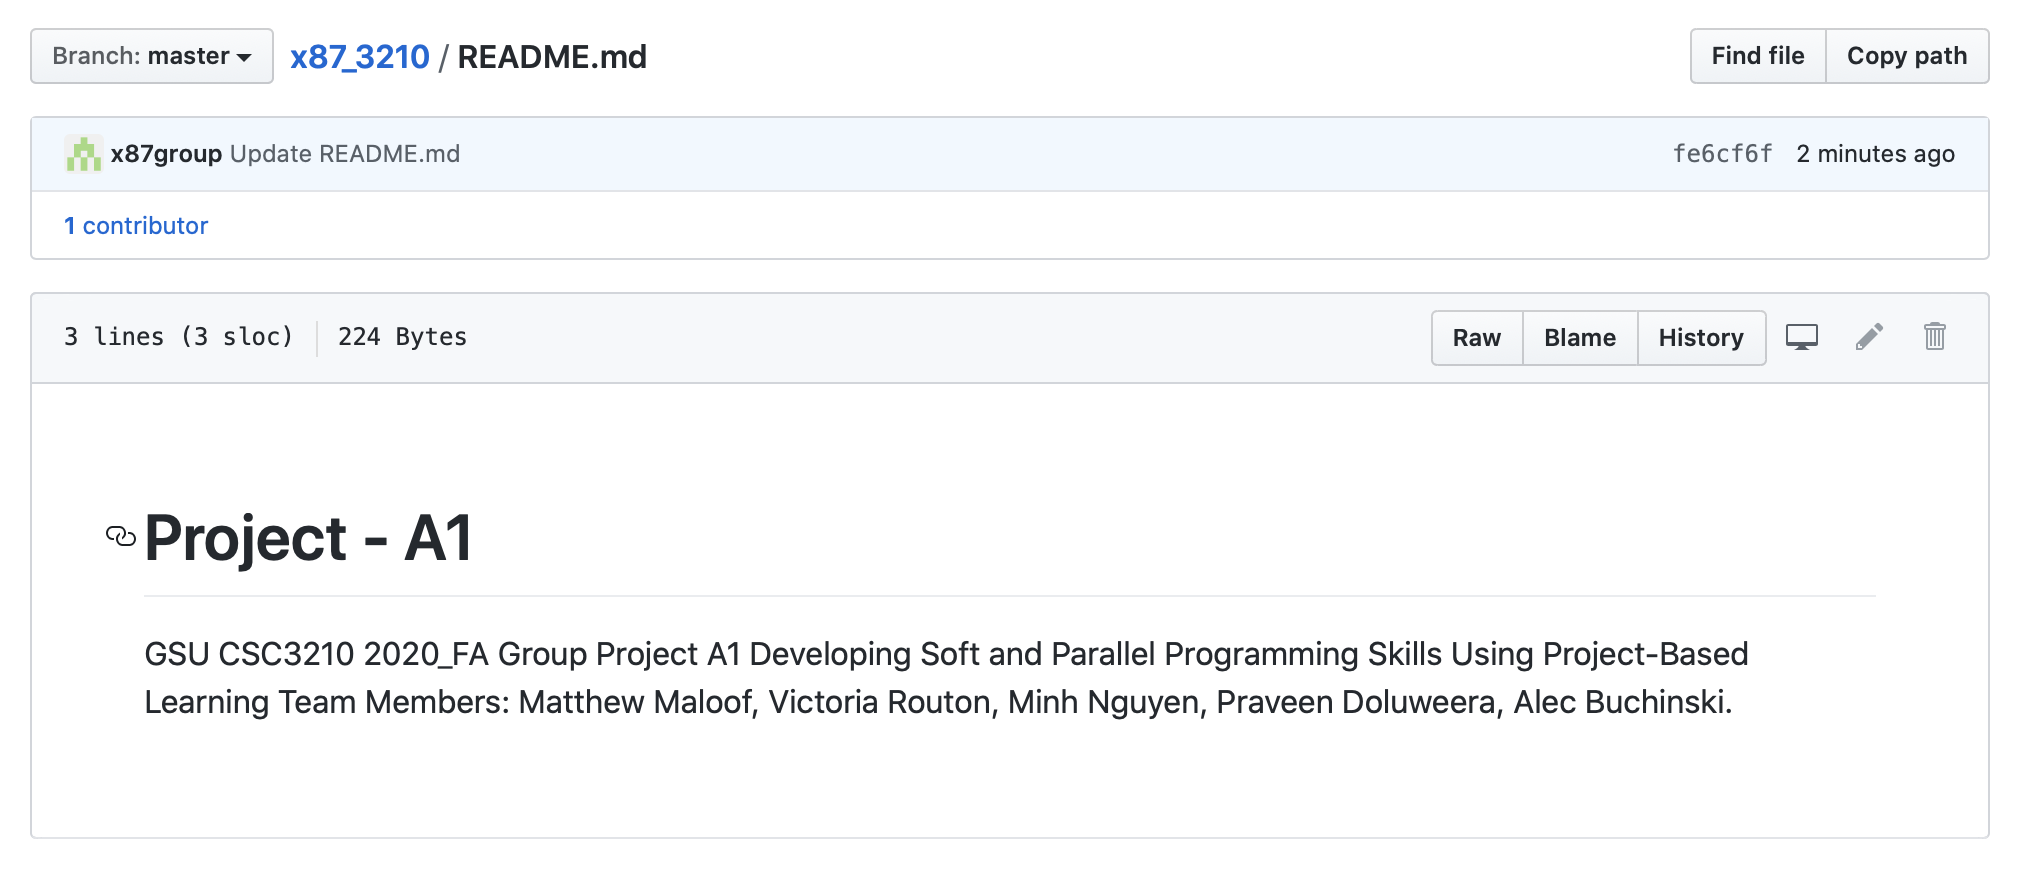 Branch: master x87_3210 / README.md Find file Copy path
x87group Update README.md fe6cf6f 2 minutes ago
1 contributor
3 lines (3 sloc) 224 Bytes Raw Blame History
Project - A1
GSU CSC3210 2020_FA Group Project A1 Developing Soft and Parallel Programming Skills Using Project-Based
Learning Team Members: Matthew Maloof, Victoria Routon, Minh Nguyen, Praveen Doluweera, Alec Buchinski.